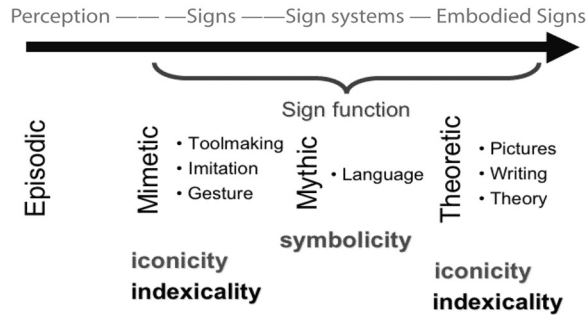 Perception —— —Signs ——Sign systems — Embodied Signs
Sign function
Episodic
Mimetic
• Toolmaking
• Imitation
• Gesture
iconicity
indexicality
Mythic
• Language
symbolicity
Theoretic
• Pictures
• Writing
• Theory
iconicity
indexicality